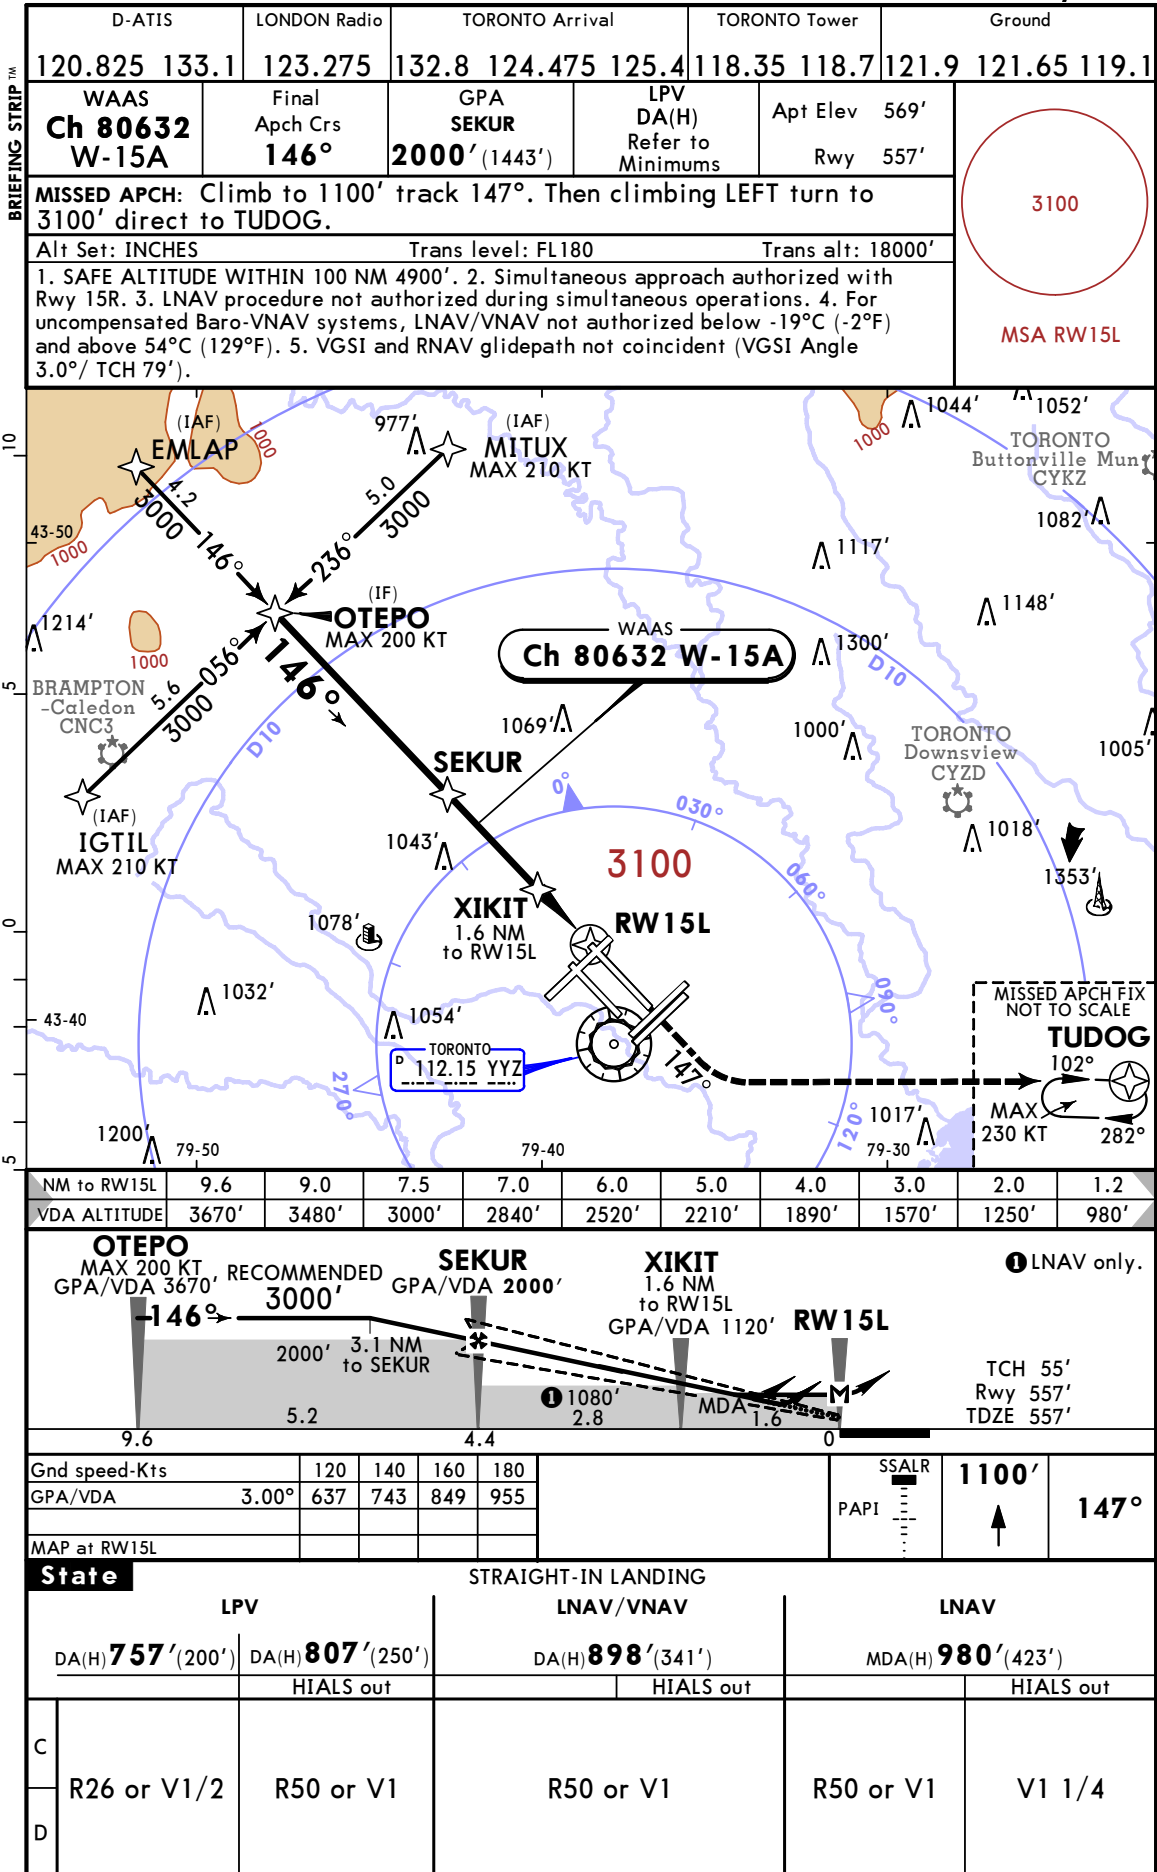 D-ATIS LONDON Radio TORONTO Arrival TORONTO Tower Ground
120.825 133.1 123.275 132.8 124.475 125.4 118.35 118.7 121.9 121.65 119.1
BRIEFING STRIP ™
WAAS
Ch 80632
W-15A
Final
Apch Crs
146°
GPA
SEKUR
2000' (1443')
LPV
DA(H)
Refer to
Minimums
Apt Elev 569'
Rwy 557'
3100
MSA RW15L
MISSED APCH: Climb to 1100' track 147°. Then climbing LEFT turn to
3100' direct to TUDOG.
Alt Set: INCHES Trans level: FL180 Trans alt: 18000'
1. SAFE ALTITUDE WITHIN 100 NM 4900'. 2. Simultaneous approach authorized with
Rwy 15R. 3. LNAV procedure not authorized during simultaneous operations. 4. For
uncompensated Baro-VNAV systems, LNAV/VNAV not authorized below -19°C (-2°F)
and above 54°C (129°F). 5. VGSI and RNAV glidepath not coincident (VGSI Angle
3.0°/ TCH 79').
10
5
0
5
(IAF)
EMLAP
1000
977'
(IAF)
MITUX
MAX 210 KT
1044'
1052'
1000
TORONTO
Buttonville Mun
CYKZ
1082'
4.2
3000
146°
5.0
3000
236°
43-50
1000
1117'
1148'
(IF)
OTEPO
MAX 200 KT
1214'
1000
WAAS
Ch 80632 W-15A
1300'
D10
146°
056°
5.6
3000
BRAMPTON
-Caledon
CNC3
D10
1069'
1000'
TORONTO
Downsview
CYZD
1005'
SEKUR
0°
030°
060°
(IAF)
IGTIL
MAX 210 KT
1043'
3100
1018'
1353'
XIKIT
1.6 NM
to RW15L
RW15L
1078'
1032'
43-40
1054'
090°
MISSED APCH FIX
NOT TO SCALE
TUDOG
102°
MAX
230 KT
282°
TORONTO
D 112.15 YYZ
147°
270°
120°
1017'
1200'
79-50 79-40 79-30
NM to RW15L 9.6 9.0 7.5 7.0 6.0 5.0 4.0 3.0 2.0 1.2
VDA ALTITUDE 3670' 3480' 3000' 2840' 2520' 2210' 1890' 1570' 1250' 980'
OTEPO
MAX 200 KT
GPA/VDA 3670'
RECOMMENDED
3000'
146°
SEKUR
GPA/VDA 2000'
XIKIT
1.6 NM
to RW15L
GPA/VDA 1120'
RW15L
1 LNAV only.
2000'
3.1 NM
to SEKUR
1 1080'
MDA
M
TCH 55'
Rwy 557'
TDZE 557'
5.2 2.8 1.6
9.6 4.4 0
Gnd speed-Kts 120 140 160 180
GPA/VDA 3.00° 637 743 849 955
MAP at RW15L
SSALR
PAPI
1100'
147°
State
STRAIGHT-IN LANDING
LPV LNAV/VNAV LNAV
DA(H) 757' (200') DA(H) 807' (250') DA(H) 898' (341') MDA(H) 980' (423')
HIALS out HIALS out HIALS out
C
R26 or V1/2 R50 or V1 R50 or V1 R50 or V1 V1 1/4
D